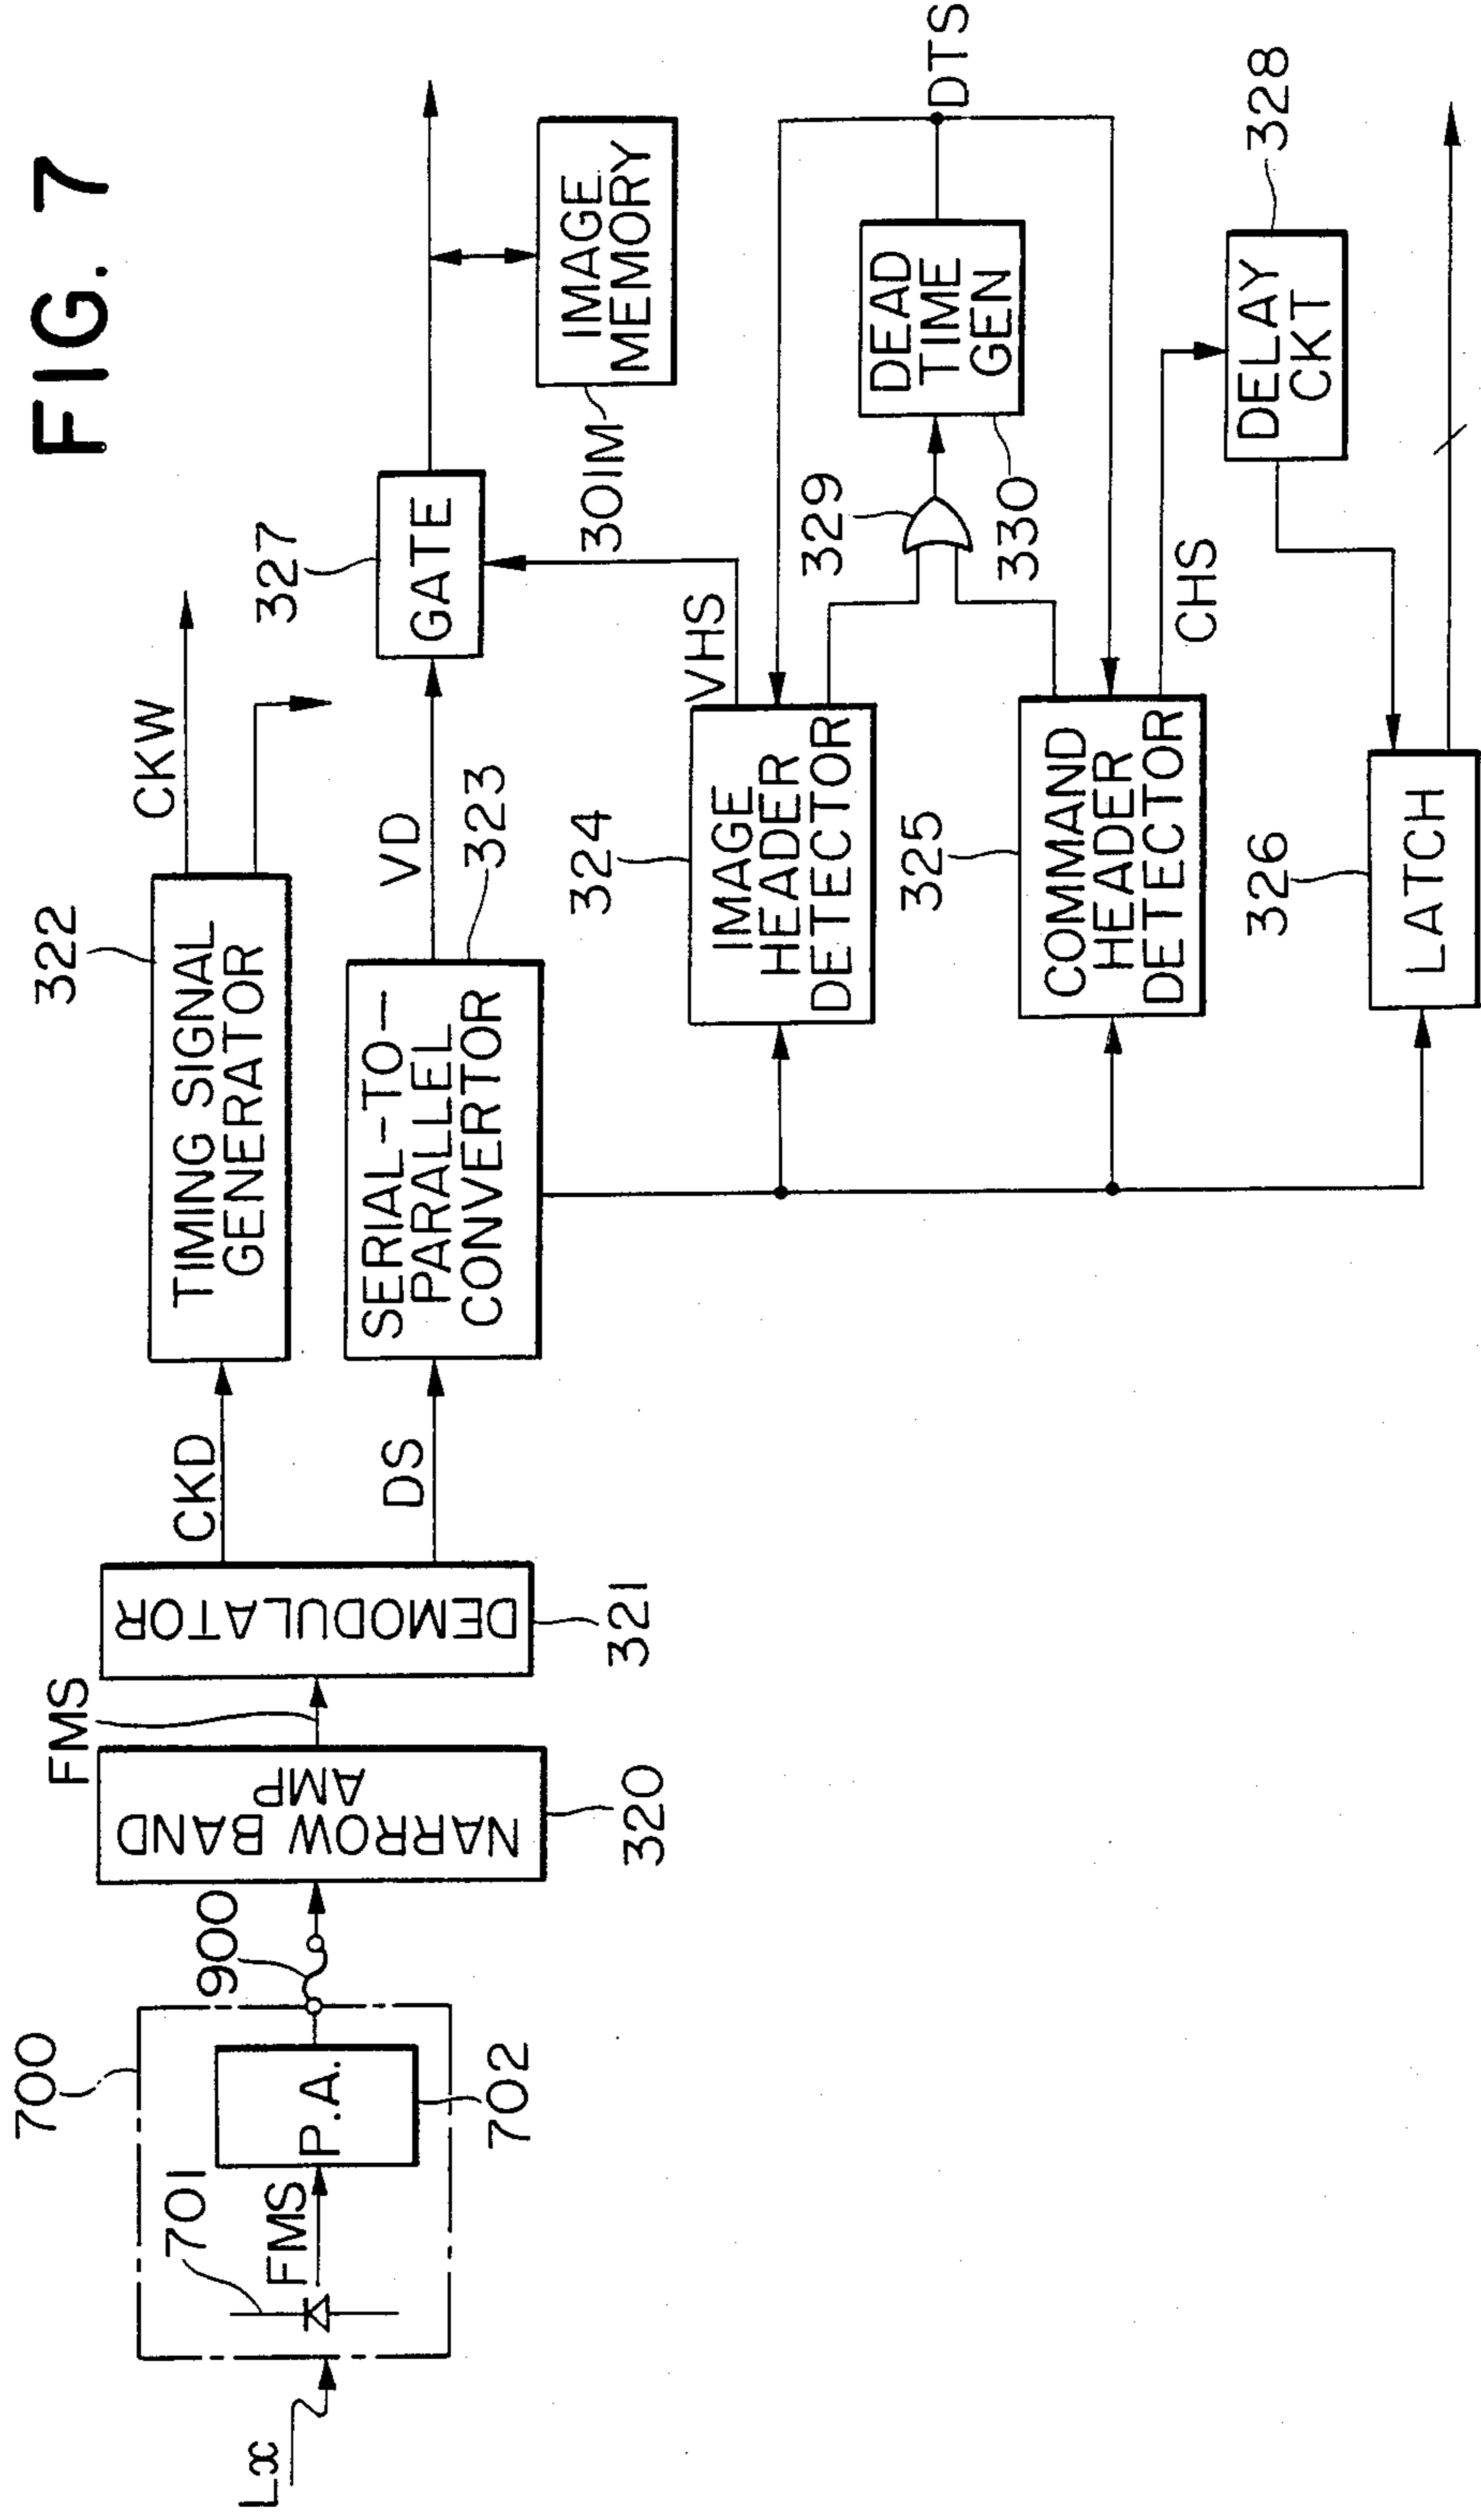 FIG. 7
322
CKW
327
TIMING SIGNAL
GENERATOR
CKD
FMS
700
900
701
FMS
P.A.
702
Lx
NARROW BAND
AMP
320
DEMODULATOR
321
DS
SERIAL-TO-
PARALLEL
CONVERTOR
VD
323
GATE
301M
IMAGE
MEMORY
324
VHS
IMAGE
HEADER
DETECTOR
329
DEAD
TIME
GEN
330
DTS
325
COMMAND
HEADER
DETECTOR
CHS
328
DELAY
CKT
326
LATCH